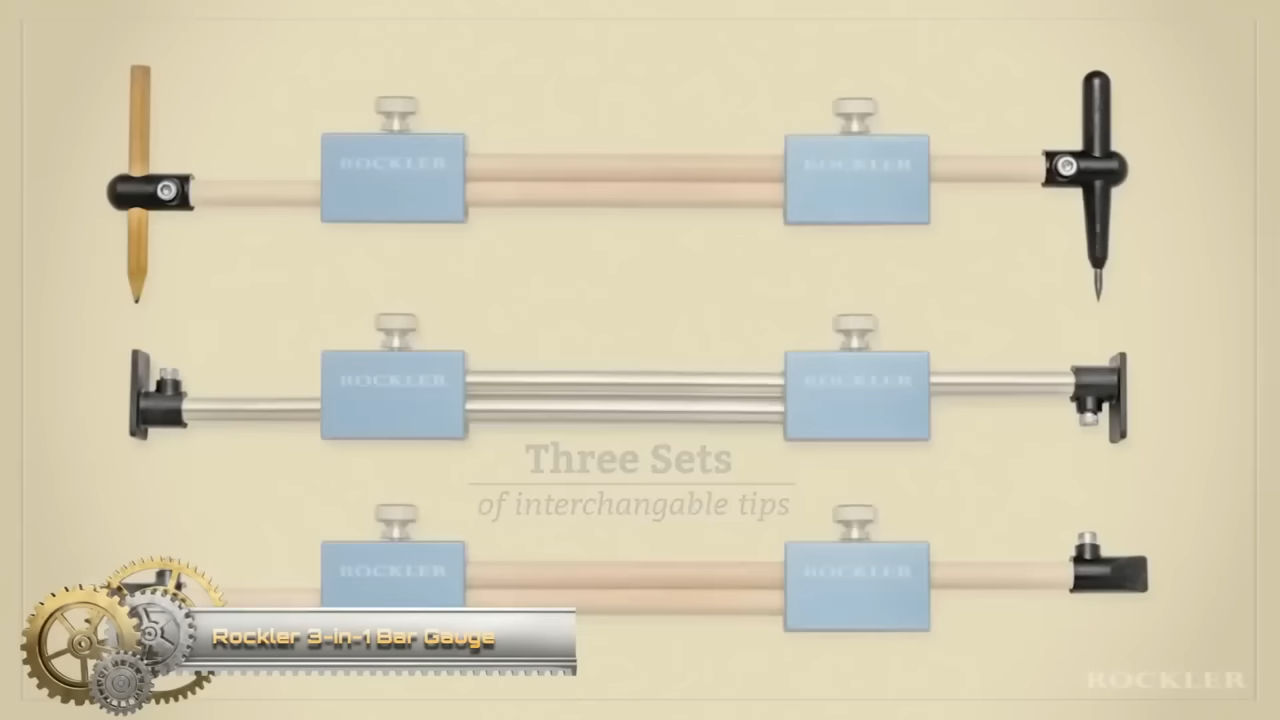 ROCKLER ROCKLER
ROCKLER ROCKLER
Three Sets
of interchangable tips
ROCKLER ROCKLER
Rockler 3-in-1 Bar Gauge
ROCKLER